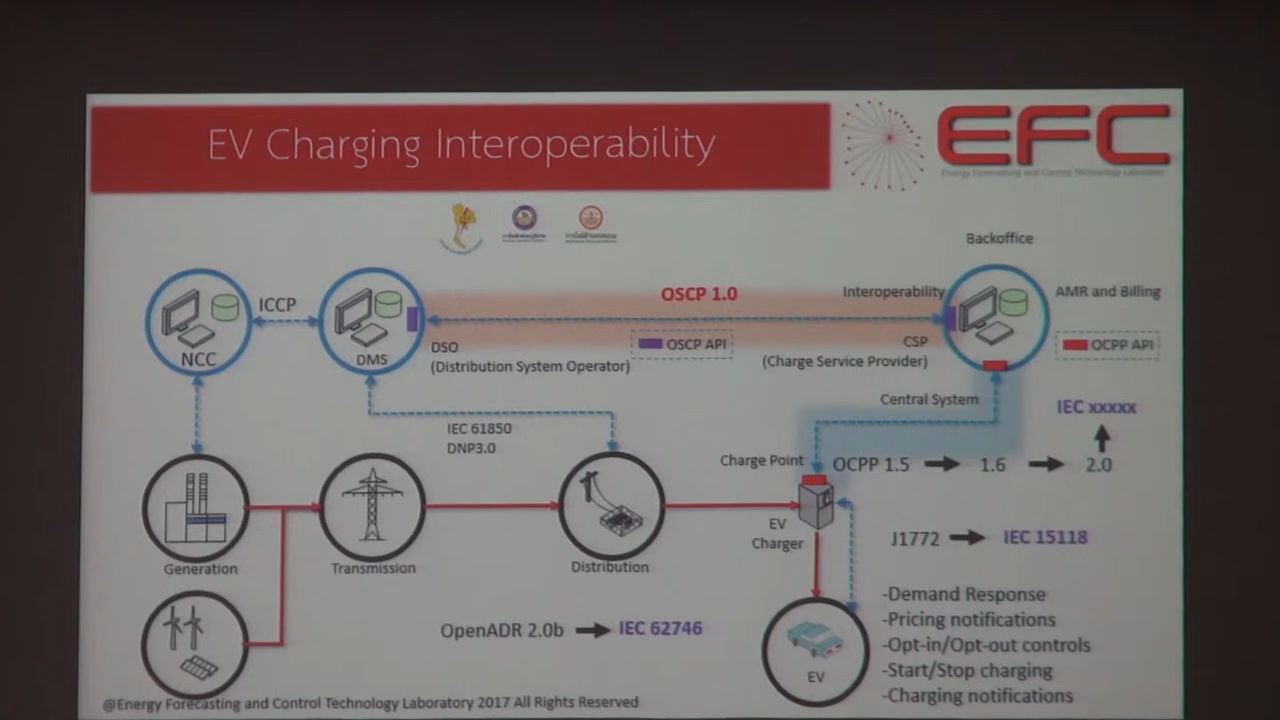 EV Charging Interoperability
EFC
Energy Forecasting and Control Technology Laboratory
Backoffice
ICCP
OSCP 1.0
Interoperability
AMR and Billing
NCC
DMS
DSO
(Distribution System Operator)
OSCP API
CSP
(Charge Service Provider)
OCPP API
Central System
IEC xxxxx
IEC 61850
DNP3.0
Charge Point
OCPP 1.5
1.6
2.0
EV
Charger
J1772
IEC 15118
Generation
Transmission
Distribution
OpenADR 2.0b
IEC 62746
EV
-Demand Response
-Pricing notifications
-Opt-in/Opt-out controls
-Start/Stop charging
-Charging notifications
@Energy Forecasting and Control Technology Laboratory 2017 All Rights Reserved